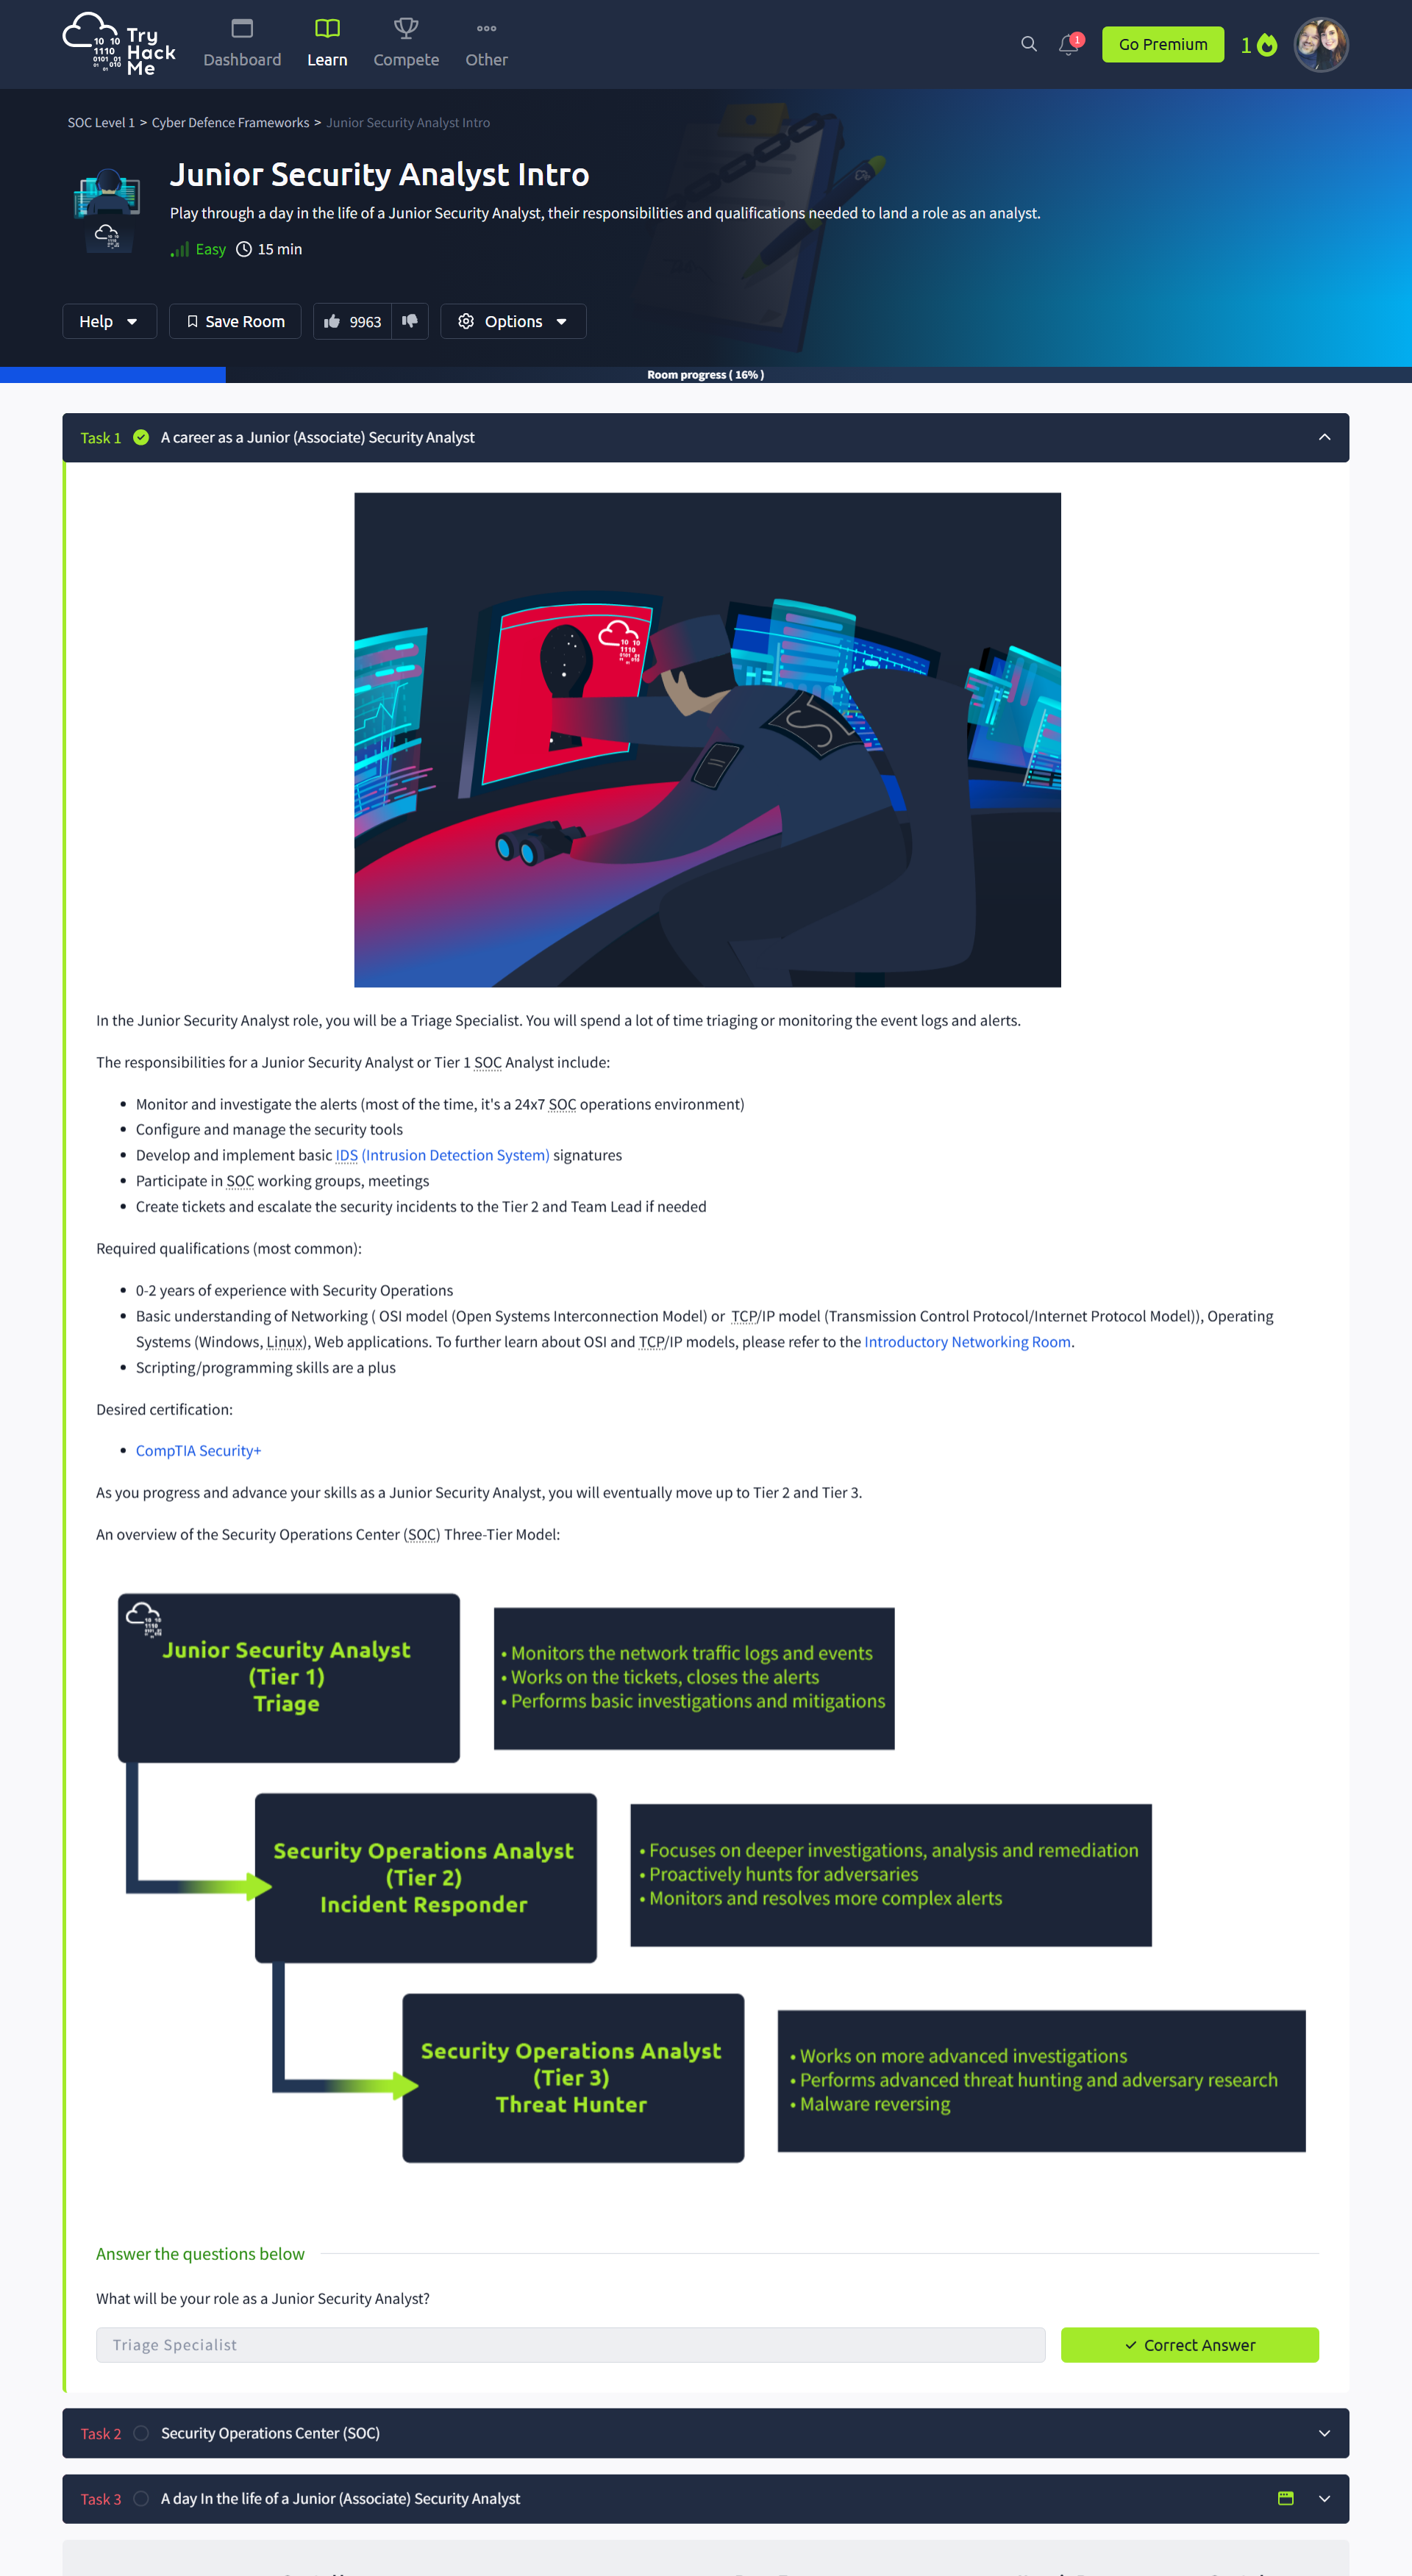 Try
Hack
Me
Dashboard
Learn
Compete
Other
1
Go Premium
1
SOC Level 1 > Cyber Defence Frameworks > Junior Security Analyst Intro
Junior Security Analyst Intro
Play through a day in the life of a Junior Security Analyst, their responsibilities and qualifications needed to land a role as an analyst.
Easy 15 min
Help
Save Room
9963
Options
Room progress ( 16% )
Task 1 A career as a Junior (Associate) Security Analyst
In the Junior Security Analyst role, you will be a Triage Specialist. You will spend a lot of time triaging or monitoring the event logs and alerts.
The responsibilities for a Junior Security Analyst or Tier 1 SOC Analyst include:
• Monitor and investigate the alerts (most of the time, it's a 24x7 SOC operations environment)
• Configure and manage the security tools
• Develop and implement basic IDS (Intrusion Detection System) signatures
• Participate in SOC working groups, meetings
• Create tickets and escalate the security incidents to the Tier 2 and Team Lead if needed
Required qualifications (most common):
• 0-2 years of experience with Security Operations
• Basic understanding of Networking ( OSI model (Open Systems Interconnection Model) or TCP/IP model (Transmission Control Protocol/Internet Protocol Model)), Operating
Systems (Windows, Linux), Web applications. To further learn about OSI and TCP/IP models, please refer to the Introductory Networking Room.
• Scripting/programming skills are a plus
Desired certification:
• CompTIA Security+
As you progress and advance your skills as a Junior Security Analyst, you will eventually move up to Tier 2 and Tier 3.
An overview of the Security Operations Center (SOC) Three-Tier Model:
Junior Security Analyst
(Tier 1)
Triage
• Monitors the network traffic logs and events
• Works on the tickets, closes the alerts
• Performs basic investigations and mitigations
Security Operations Analyst
(Tier 2)
Incident Responder
• Focuses on deeper investigations, analysis and remediation
• Proactively hunts for adversaries
• Monitors and resolves more complex alerts
Security Operations Analyst
(Tier 3)
Threat Hunter
• Works on more advanced investigations
• Performs advanced threat hunting and adversary research
• Malware reversing
Answer the questions below
What will be your role as a Junior Security Analyst?
Triage Specialist
Correct Answer
Task 2 Security Operations Center (SOC)
Task 3 A day In the life of a Junior (Associate) Security Analyst